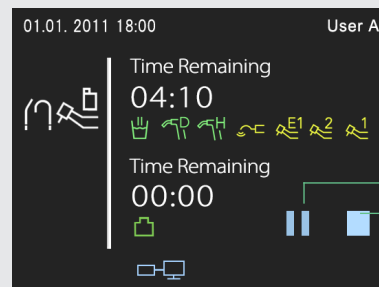 01.01. 2011 18:00 User A
Time Remaining
04:10
D H E1 2 1
Time Remaining
00:00